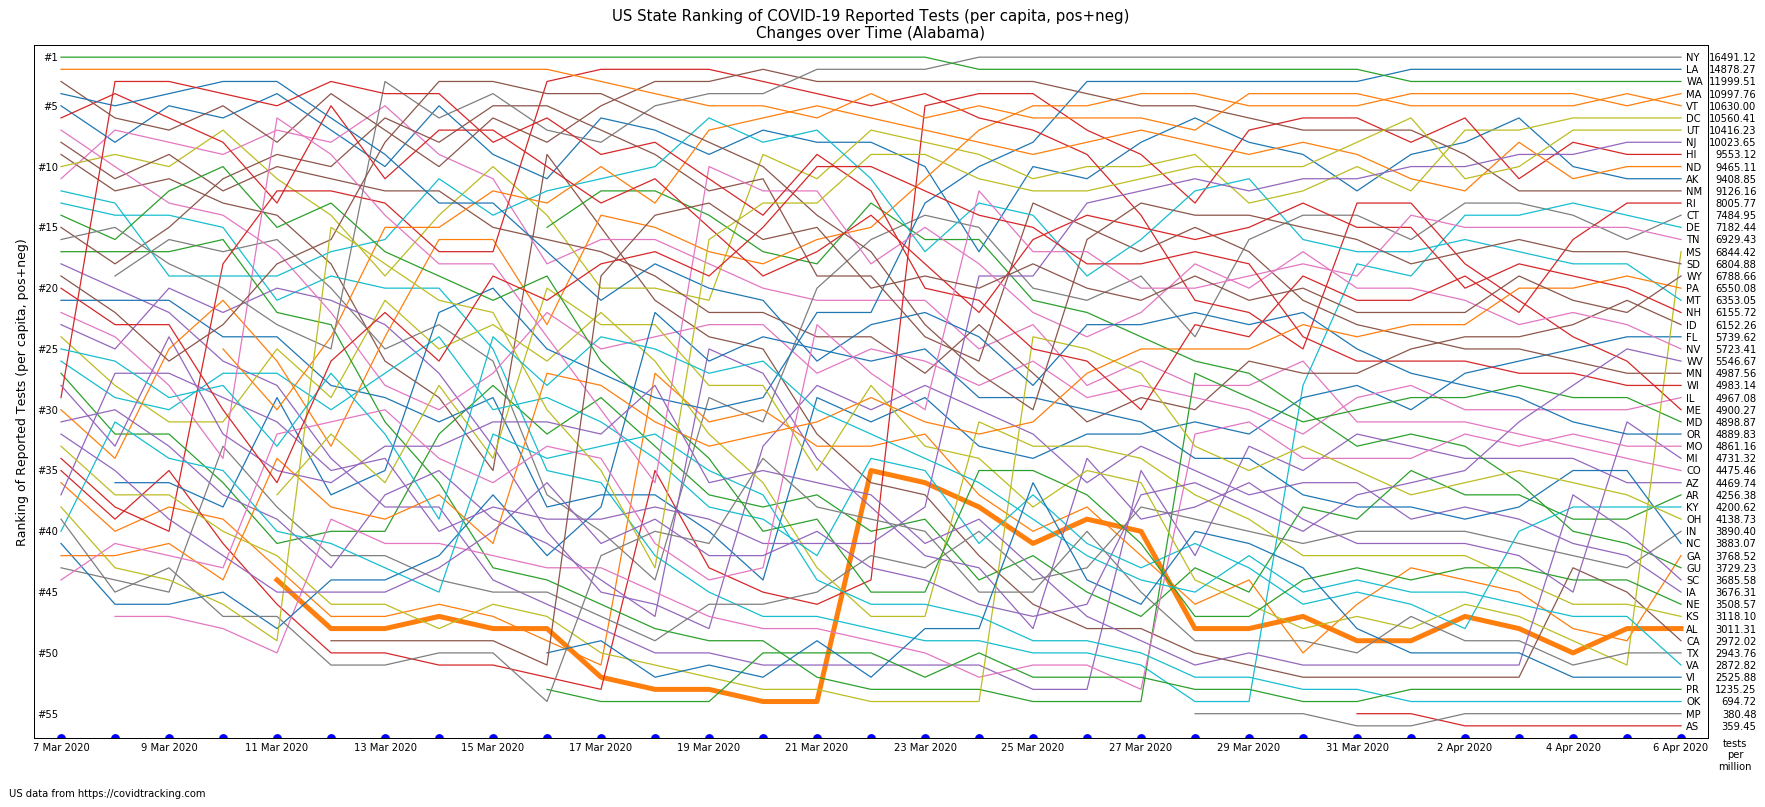 US State Ranking of COVID-19 Reported Tests (per capita, pos+neg)
Changes over Time (Alabama)
Ranking of Reported Tests (per capita, pos+neg)
#1
#5
#10
#15
#20
#25
#30
#35
#40
#45
#50
#55
NY 16491.12
LA 14878.27
WA 11999.51
MA 10997.76
VT 10630.00
DC 10560.41
UT 10416.23
NJ 10023.65
HI 9553.12
ND 9465.11
AK 9408.85
NM 9126.16
RI 8005.77
CT 7484.95
DE 7182.44
TN 6929.43
MS 6844.42
SD 6804.88
WY 6788.66
PA 6550.08
MT 6353.05
NH 6155.72
ID 6152.26
FL 5739.62
NV 5723.41
WV 5546.67
MN 4987.56
WI 4983.14
IL 4967.08
ME 4900.27
MD 4898.87
OR 4889.83
MO 4861.16
MI 4731.32
CO 4475.46
AZ 4469.74
AR 4256.38
KY 4200.62
OH 4138.73
IN 3890.40
NC 3883.07
GA 3768.52
GU 3729.23
SC 3685.58
IA 3676.31
NE 3508.57
KS 3118.10
AL 3011.31
CA 2972.02
TX 2943.76
VA 2872.82
VI 2525.88
PR 1235.25
OK 694.72
MP 380.48
AS 359.45
7 Mar 2020 9 Mar 2020 11 Mar 2020 13 Mar 2020 15 Mar 2020 17 Mar 2020 19 Mar 2020 21 Mar 2020 23 Mar 2020 25 Mar 2020 27 Mar 2020 29 Mar 2020 31 Mar 2020 2 Apr 2020 4 Apr 2020 6 Apr 2020
tests
per
million
US data from https://covidtracking.com